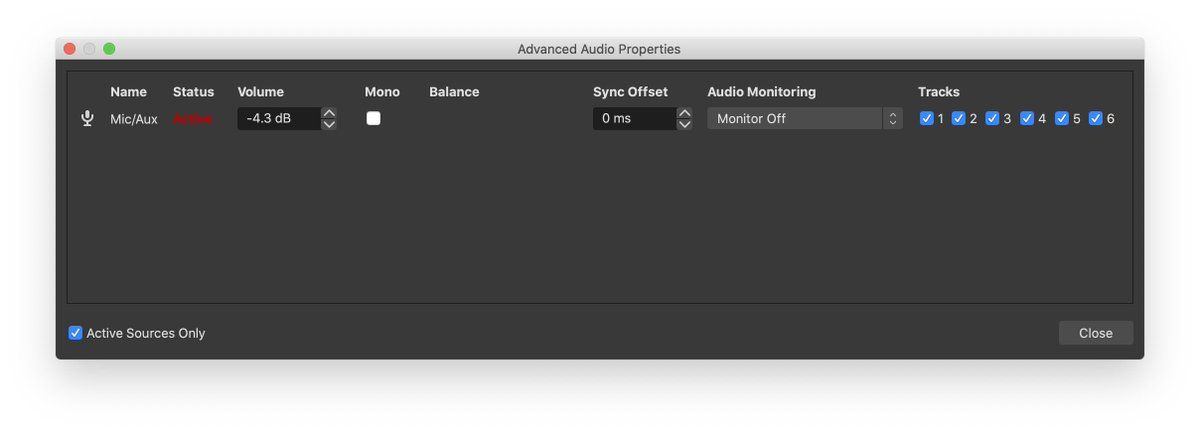 Advanced Audio Properties
Name Status Volume Mono Balance Sync Offset Audio Monitoring Tracks
Mic/Aux Active -4.3 dB 0 ms Monitor Off 1 2 3 4 5 6
Active Sources Only
Close